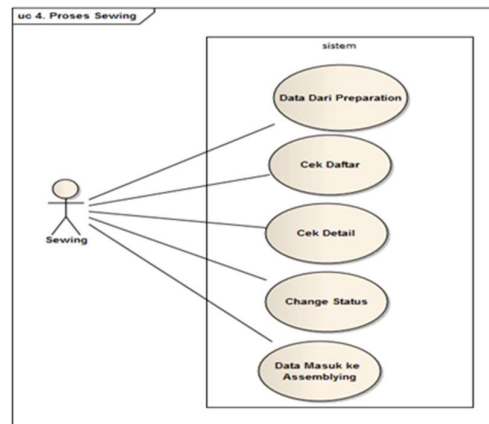 uc 4. Proses Sewing
sistem
Data Dari Preparation
Cek Daftar
Cek Detail
Sewing
Change Status
Data Masuk ke
Assemblying